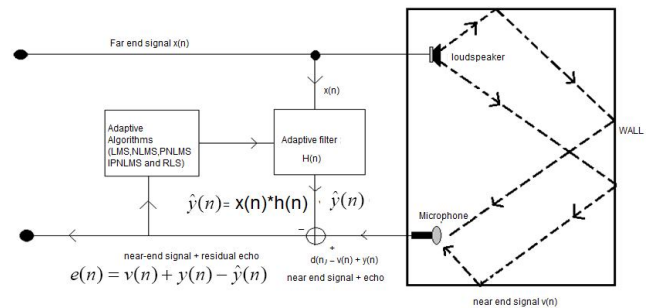 Far end signal x(n)
loudspeaker
x(n)
WALL
Adaptive
Algorithms
(LMS,NLMS,PNLMS
IPNLMS and RLS)
Adaptive filter
H(n)
ŷ(n)= x(n)*h(n)
ŷ(n)
Microphone
−
+
d(n) = v(n) + y(n)
near-end signal + residual echo
near end signal + echo
e(n) = v(n) + y(n) − ŷ(n)
near end signal v(n)